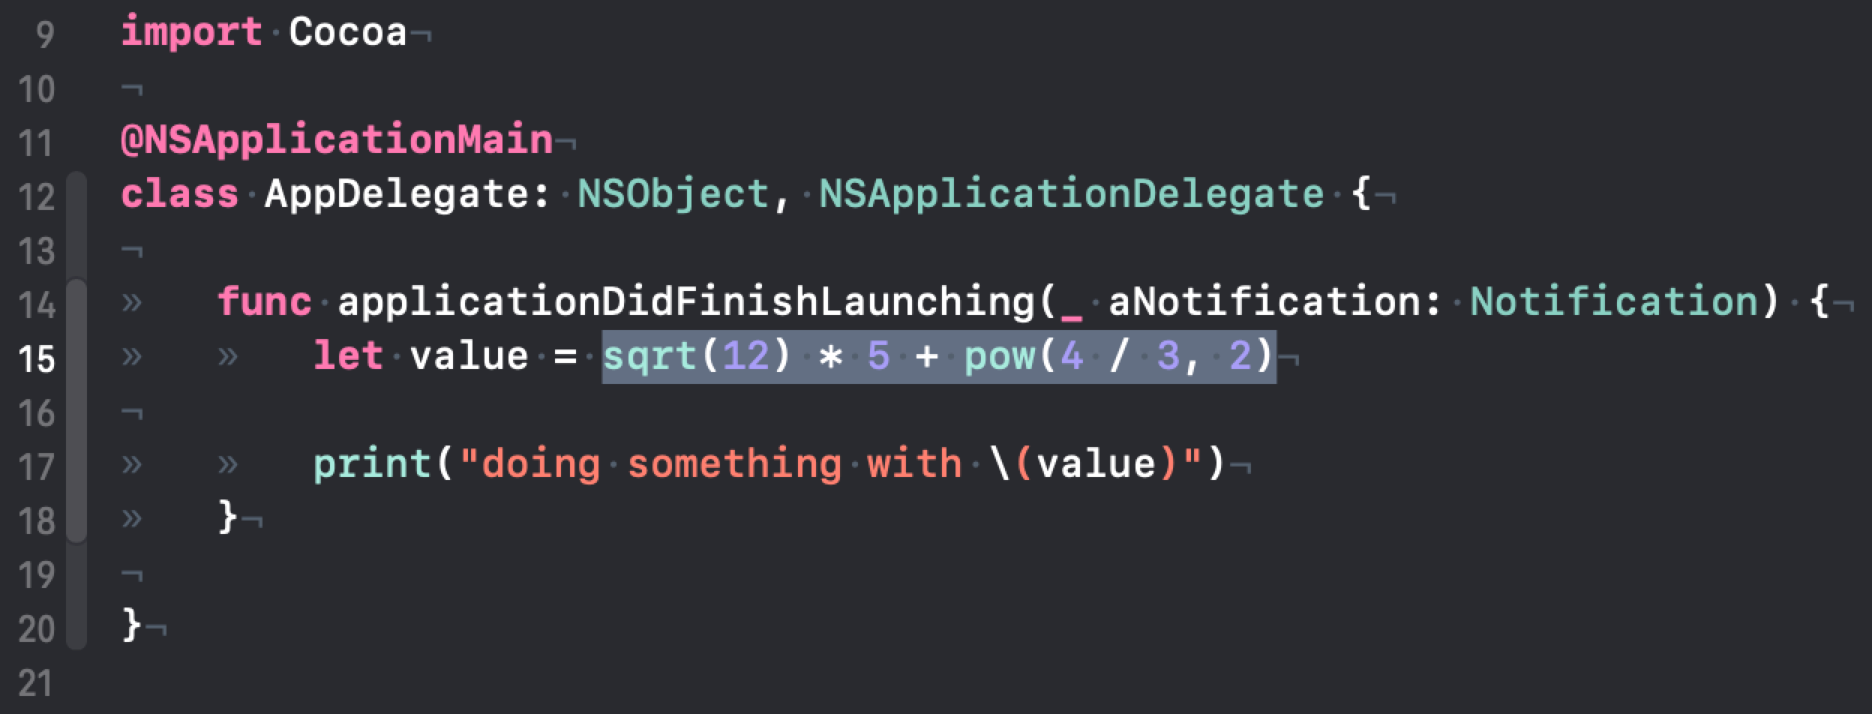 9 import Cocoa¬
10 ¬
11 @NSApplicationMain¬
12 class·AppDelegate:·NSObject,·NSApplicationDelegate·{¬
13 ¬
14 » func·applicationDidFinishLaunching(_·aNotification:·Notification)·{¬
15 » » let·value·=·sqrt(12)·*·5·+·pow(4·/·3,·2)¬
16 ¬
17 » » print("doing·something·with·\(value)")¬
18 » }¬
19 ¬
20 }¬
21